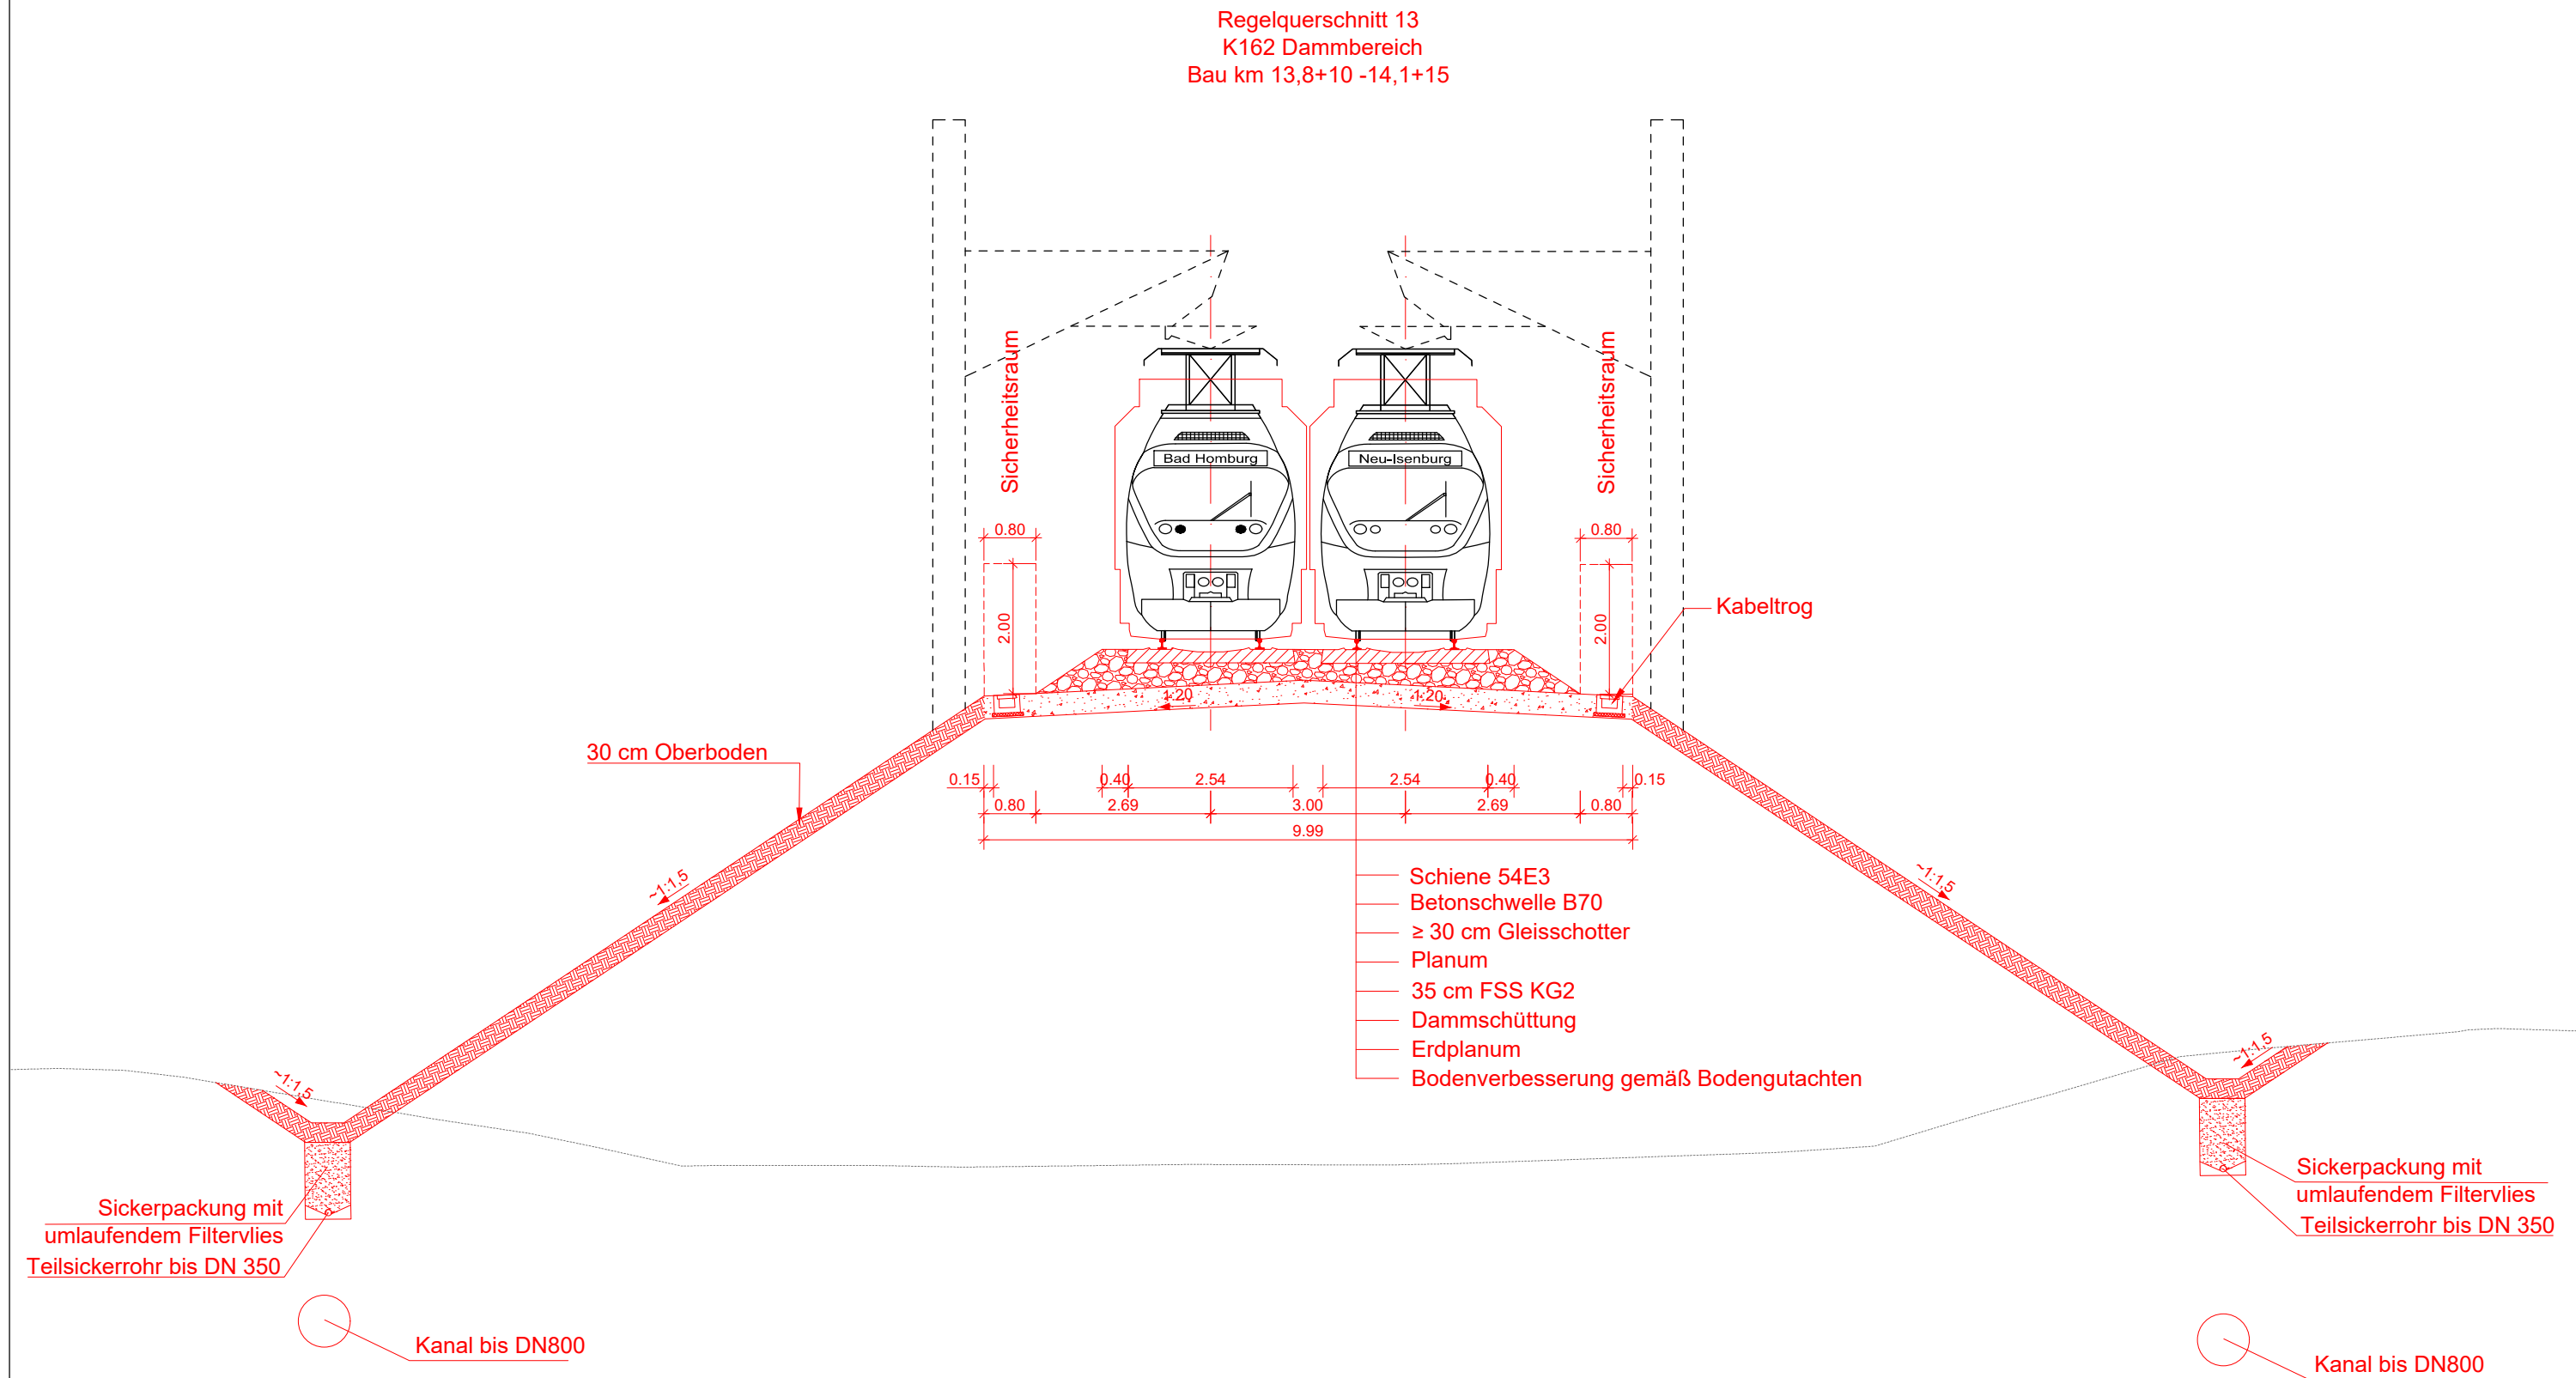 Regelquerschnitt 13
K162 Dammbereich
Bau km 13,8+10 -14,1+15
Sicherheitsraum
Sicherheitsraum
Bad Homburg
Neu-Isenburg
0.80
0.80
2.00
2.00
Kabeltrog
1:20
1:20
30 cm Oberboden
0.15
0.40
2.54
2.54
0.40
0.15
0.80
2.69
3.00
2.69
0.80
9.99
~1:1,5
~1:1,5
Schiene 54E3
Betonschwelle B70
≥ 30 cm Gleisschotter
Planum
35 cm FSS KG2
Dammschüttung
Erdplanum
Bodenverbesserung gemäß Bodengutachten
~1:1,5
~1:1,5
Sickerpackung mit
umlaufendem Filtervlies
Teilsickerrohr bis DN 350
Sickerpackung mit
umlaufendem Filtervlies
Teilsickerrohr bis DN 350
Kanal bis DN800
Kanal bis DN800